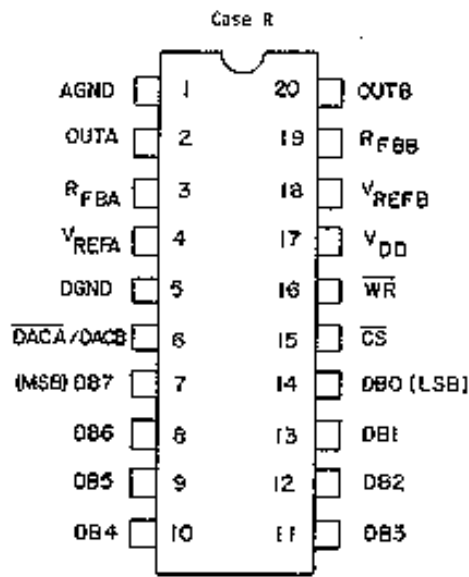 Case R
AGND 1 20 OUTB
OUTA 2 19 RFBB
RFBA 3 18 VREFB
VREFA 4 17 VDD
DGND 5 16 WR
DACA/DACB 6 15 CS
(MSB) DB7 7 14 DB0 (LSB)
DB6 8 13 DB1
DB5 9 12 DB2
DB4 10 11 DB3